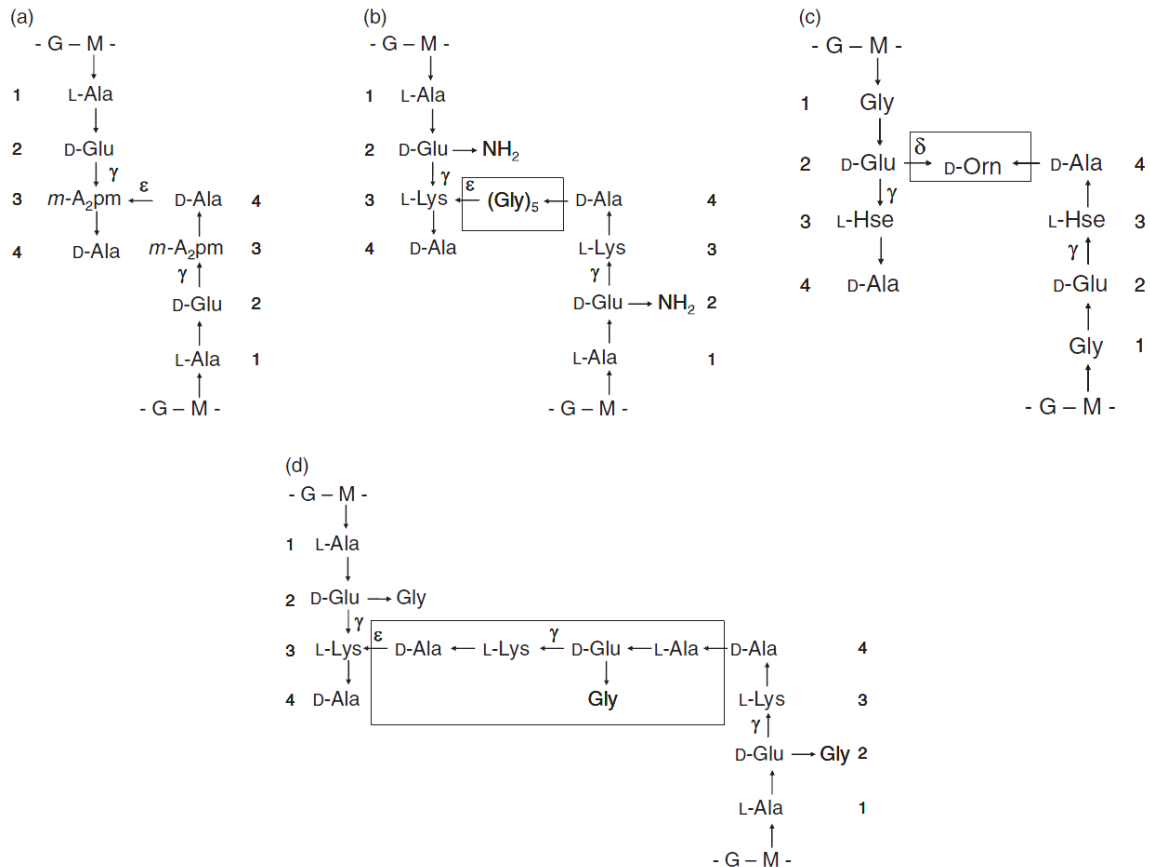 (a)
- G – M -
1 L-Ala
2 D-Glu
γ
3 m-A₂pm ε D-Ala 4
4 D-Ala m-A₂pm 3
γ
D-Glu 2
L-Ala 1
- G – M -
(b)
- G – M -
1 L-Ala
2 D-Glu NH₂
γ
3 L-Lys ε (Gly)₅ D-Ala 4
4 D-Ala L-Lys 3
γ
D-Glu NH₂ 2
L-Ala 1
- G – M -
(c)
- G – M -
1 Gly
2 D-Glu δ D-Orn D-Ala 4
γ
3 L-Hse L-Hse 3
γ
4 D-Ala D-Glu 2
Gly 1
- G – M -
(d)
- G – M -
1 L-Ala
2 D-Glu Gly
γ
3 L-Lys ε D-Ala L-Lys γ D-Glu L-Ala D-Ala 4
4 D-Ala Gly L-Lys 3
γ
D-Glu Gly 2
L-Ala 1
- G – M -